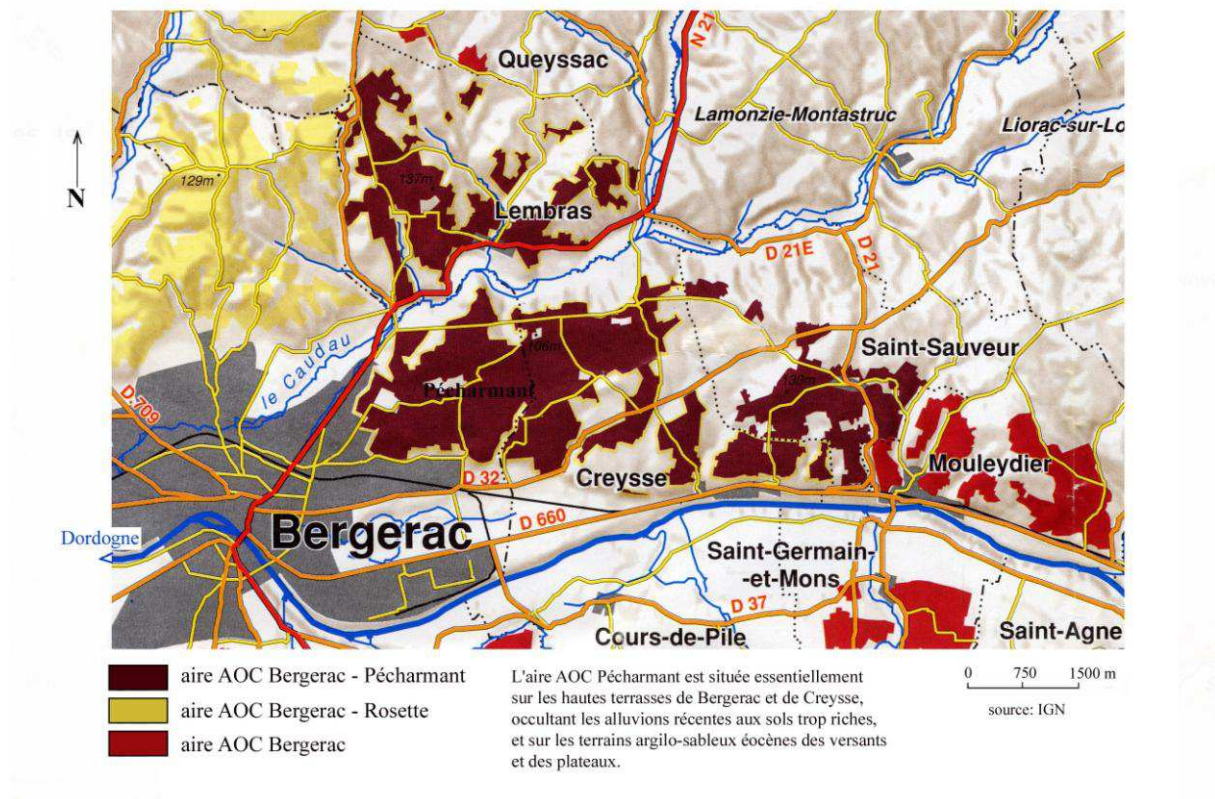 N 21
Queyssac
Lamonzie-Montastruc
Liorac-sur-Lo
N
129m
137m
Lembras
D 21E
D 21
le Caudau
106m
Saint-Sauveur
Pécharmant
D.709
Mouleydier
D 32
Creysse
D 660
Bergerac
Dordogne
Saint-Germain-
-et-Mons
D 37
Cours-de-Pile
Saint-Agne
aire AOC Bergerac - Pécharmant
aire AOC Bergerac - Rosette
aire AOC Bergerac
L'aire AOC Pécharmant est située essentiellement
sur les hautes terrasses de Bergerac et de Creysse,
occultant les alluvions récentes aux sols trop riches,
et sur les terrains argilo-sableux éocènes des versants
et des plateaux.
0 750 1500 m
source: IGN